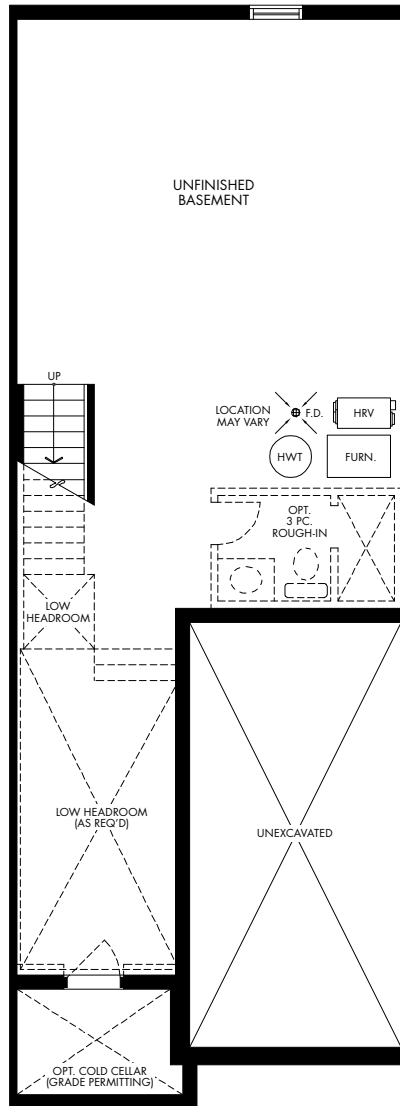 UNFINISHED
BASEMENT
UP
LOCATION
MAY VARY
F.D.
HRV
HWT
FURN.
OPT.
3 PC.
ROUGH-IN
LOW
HEADROOM
LOW HEADROOM
(AS REQ'D)
UNEXCAVATED
OPT. COLD CELLAR
(GRADE PERMITTING)